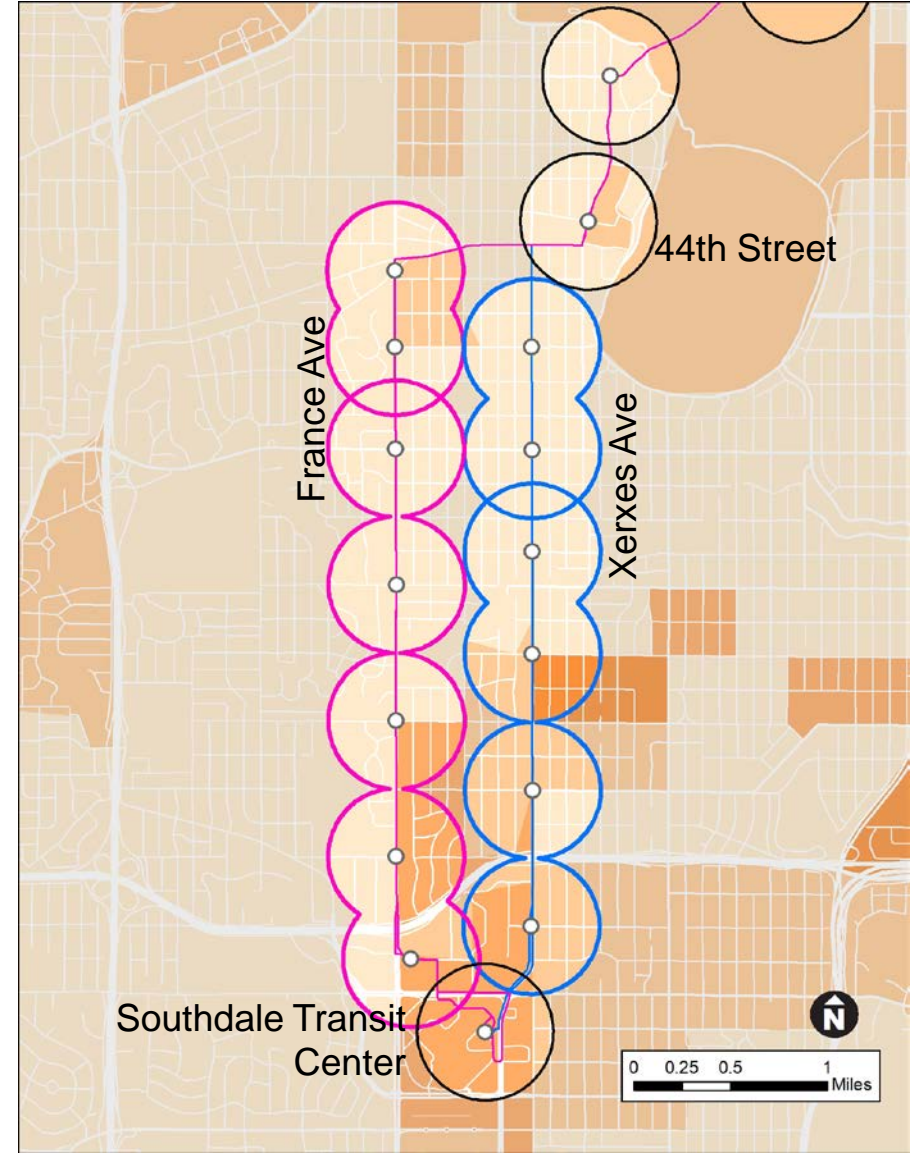 44th Street
France Ave
Xerxes Ave
Southdale Transit
Center
N
0 0.25 0.5 1
Miles